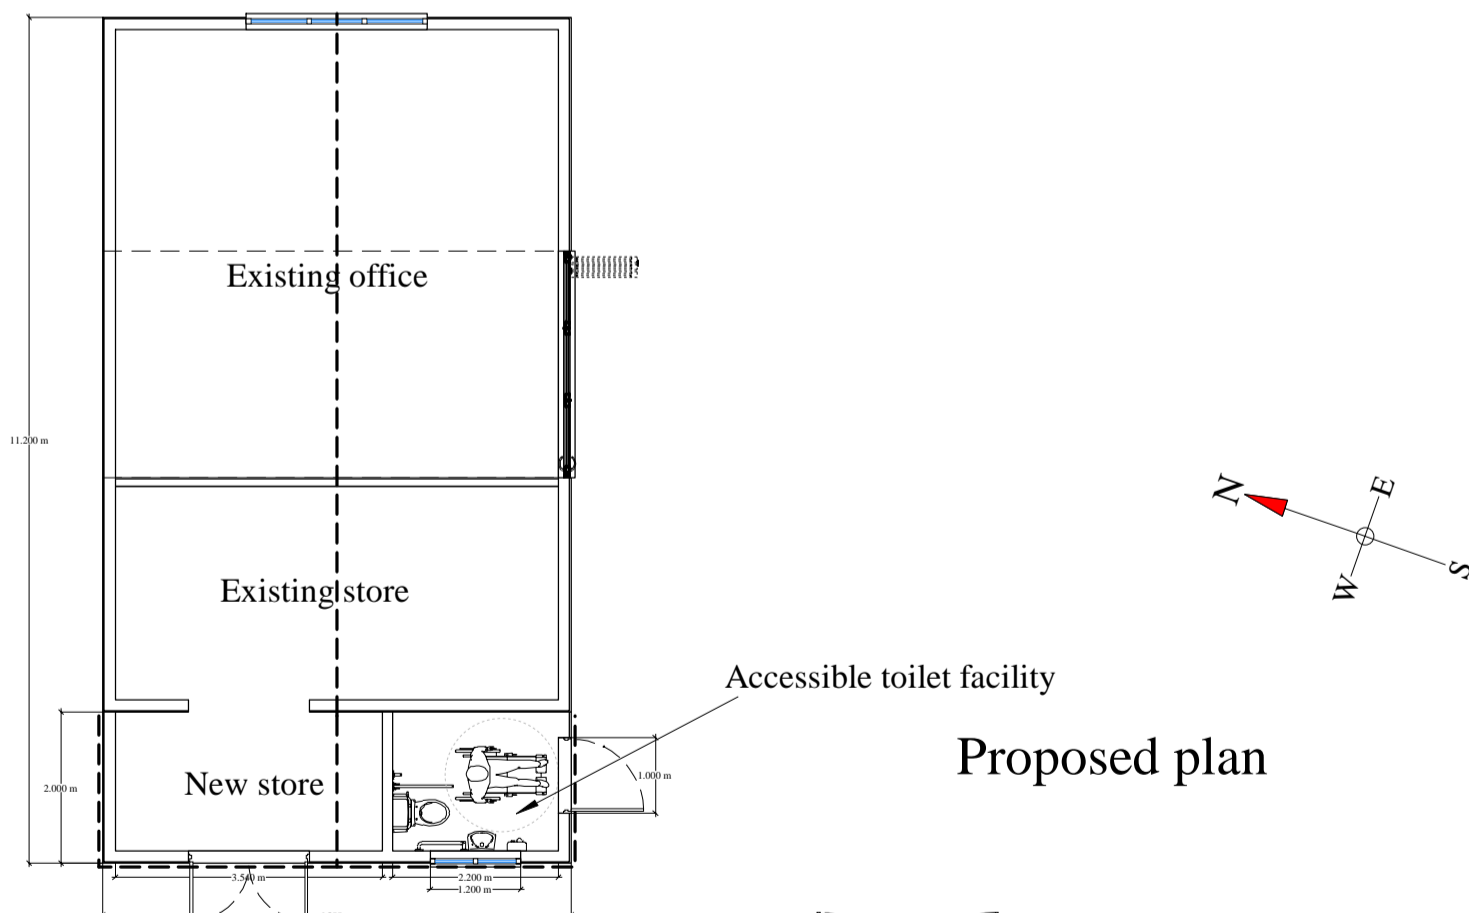 Existing office
11.200 m
N
E
W
S
Existing store
Accessible toilet facility
Proposed plan
New store
2.000 m
1.000 m
3.540 m
2.200 m
1.200 m